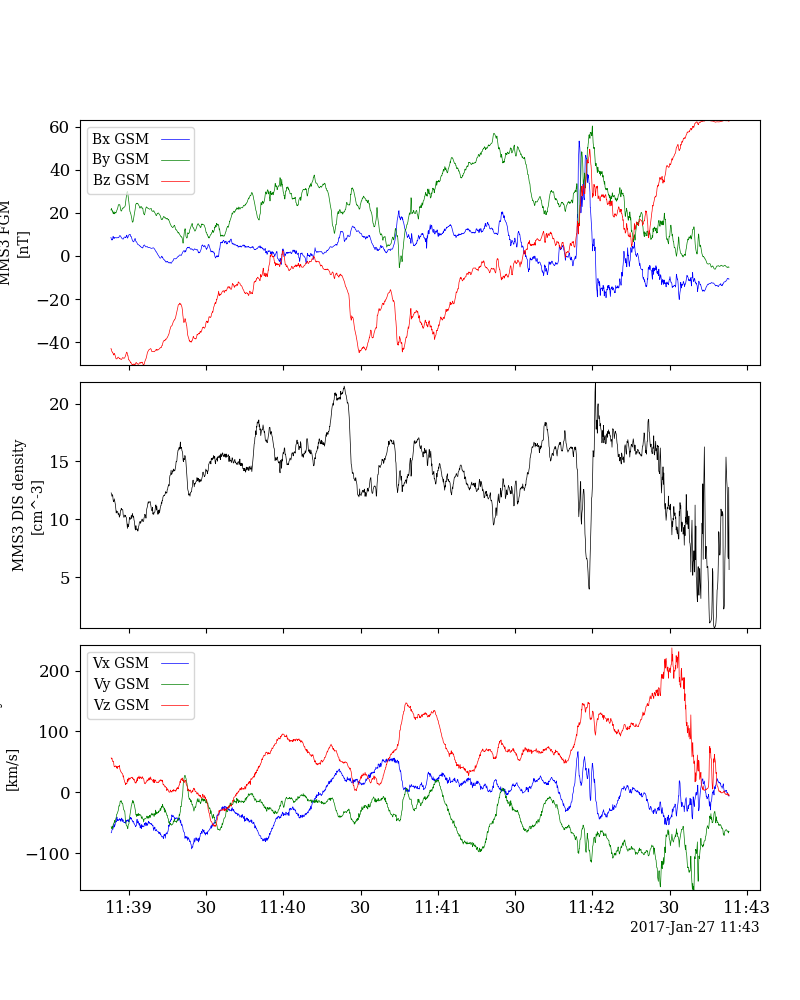 60
40
20
0
−20
−40
MMS3 FGM
[nT]
Bx GSM
By GSM
Bz GSM
20
15
10
5
MMS3 DIS density
[cm^-3]
200
100
0
−100
[km/s]
Vx GSM
Vy GSM
Vz GSM
11:39
30
11:40
30
11:41
30
11:42
30
11:43
2017-Jan-27 11:43